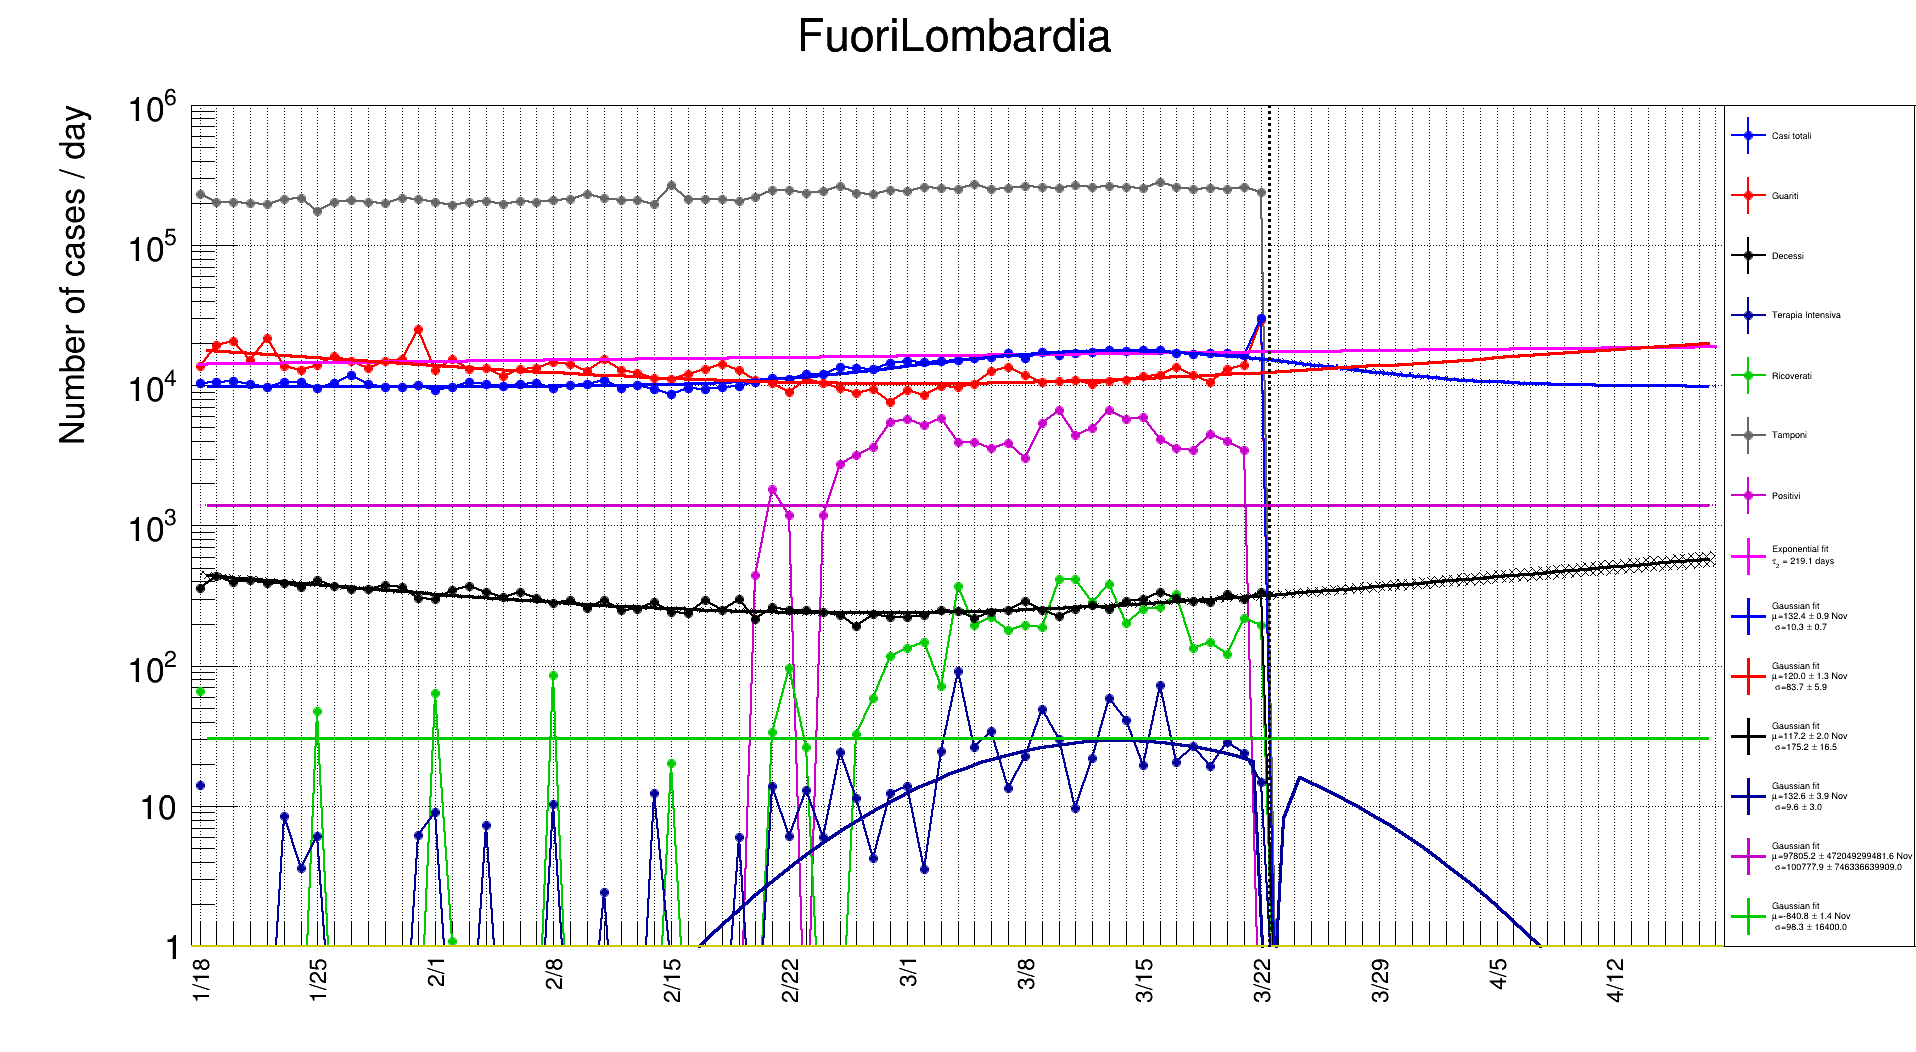 FuoriLombardia
Number of cases / day
10^6
10^5
10^4
10^3
10^2
10
1
1/18
1/25
2/1
2/8
2/15
2/22
3/1
3/8
3/15
3/22
3/29
4/5
4/12
Casi totali
Guariti
Decessi
Terapia Intensiva
Ricoverati
Tamponi
Positivi
Exponential fit
τ₂ = 219.1 days
Gaussian fit
μ=132.4 ± 0.9 Nov
σ=10.3 ± 0.7
Gaussian fit
μ=120.0 ± 1.3 Nov
σ=83.7 ± 5.9
Gaussian fit
μ=117.2 ± 2.0 Nov
σ=175.2 ± 16.5
Gaussian fit
μ=132.6 ± 3.9 Nov
σ=9.6 ± 3.0
Gaussian fit
μ=97805.2 ± 472049299481.6 Nov
σ=100777.9 ± 746336639909.0
Gaussian fit
μ=-840.8 ± 1.4 Nov
σ=98.3 ± 16400.0